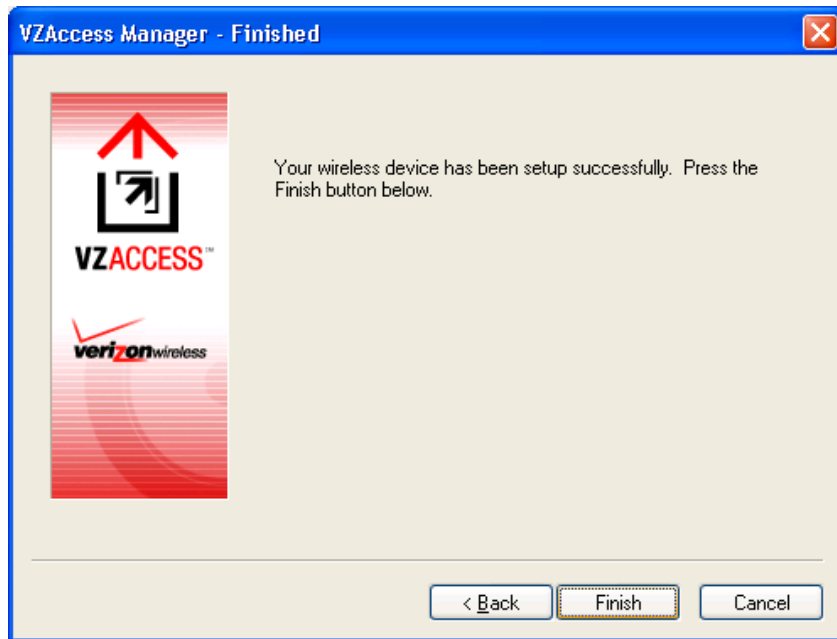 VZAccess Manager - Finished
Your wireless device has been setup successfully.  Press the
Finish button below.
VZACCESS™
verizonwireless
< Back
Finish
Cancel